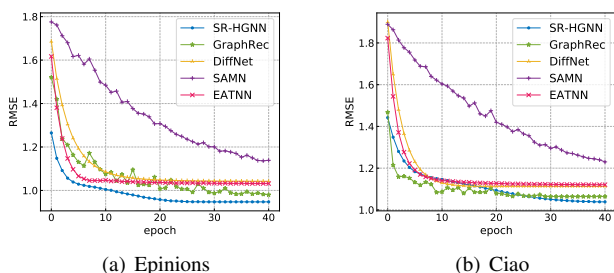 1.8
1.6
1.4
1.2
1.0
RMSE
0 10 20 30 40
epoch
SR-HGNN
GraphRec
DiffNet
SAMN
EATNN
(a) Epinions
1.8
1.6
1.4
1.2
1.0
RMSE
0 10 20 30 40
epoch
SR-HGNN
GraphRec
DiffNet
SAMN
EATNN
(b) Ciao